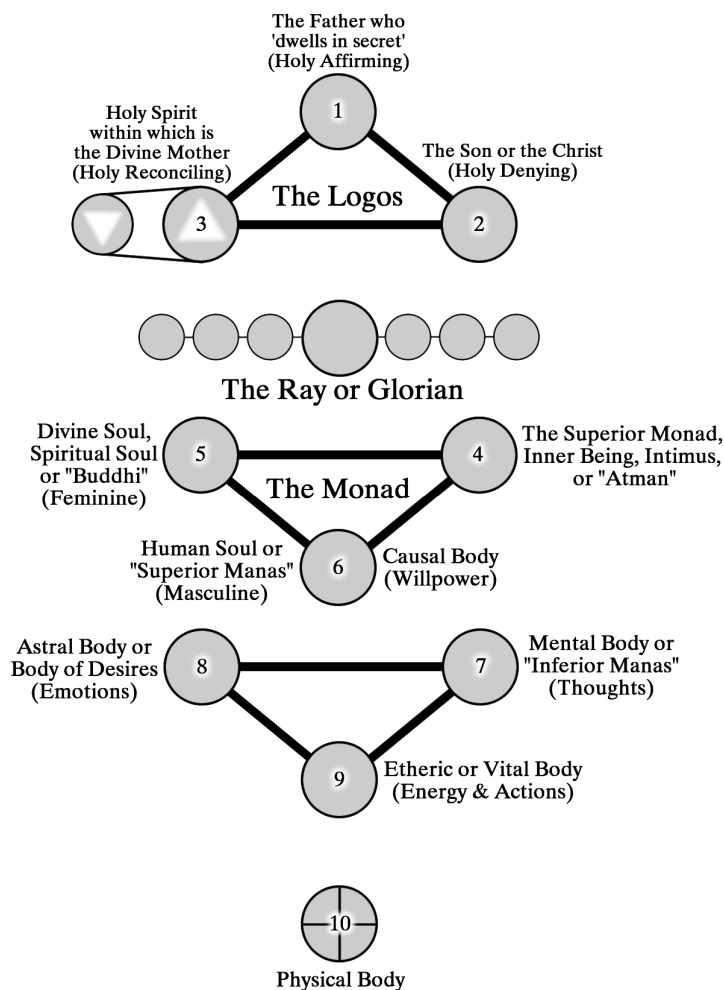 The Father who
'dwells in secret'
(Holy Affirming)
1
Holy Spirit
within which is
the Divine Mother
(Holy Reconciling)
The Son or the Christ
(Holy Denying)
The Logos
3
2
The Ray or Glorian
Divine Soul,
Spiritual Soul
or "Buddhi"
(Feminine)
5
4
The Superior Monad,
Inner Being, Intimus,
or "Atman"
The Monad
Human Soul or
"Superior Manas"
(Masculine)
6
Causal Body
(Willpower)
Astral Body or
Body of Desires
(Emotions)
8
7
Mental Body or
"Inferior Manas"
(Thoughts)
9
Etheric or Vital Body
(Energy & Actions)
10
Physical Body